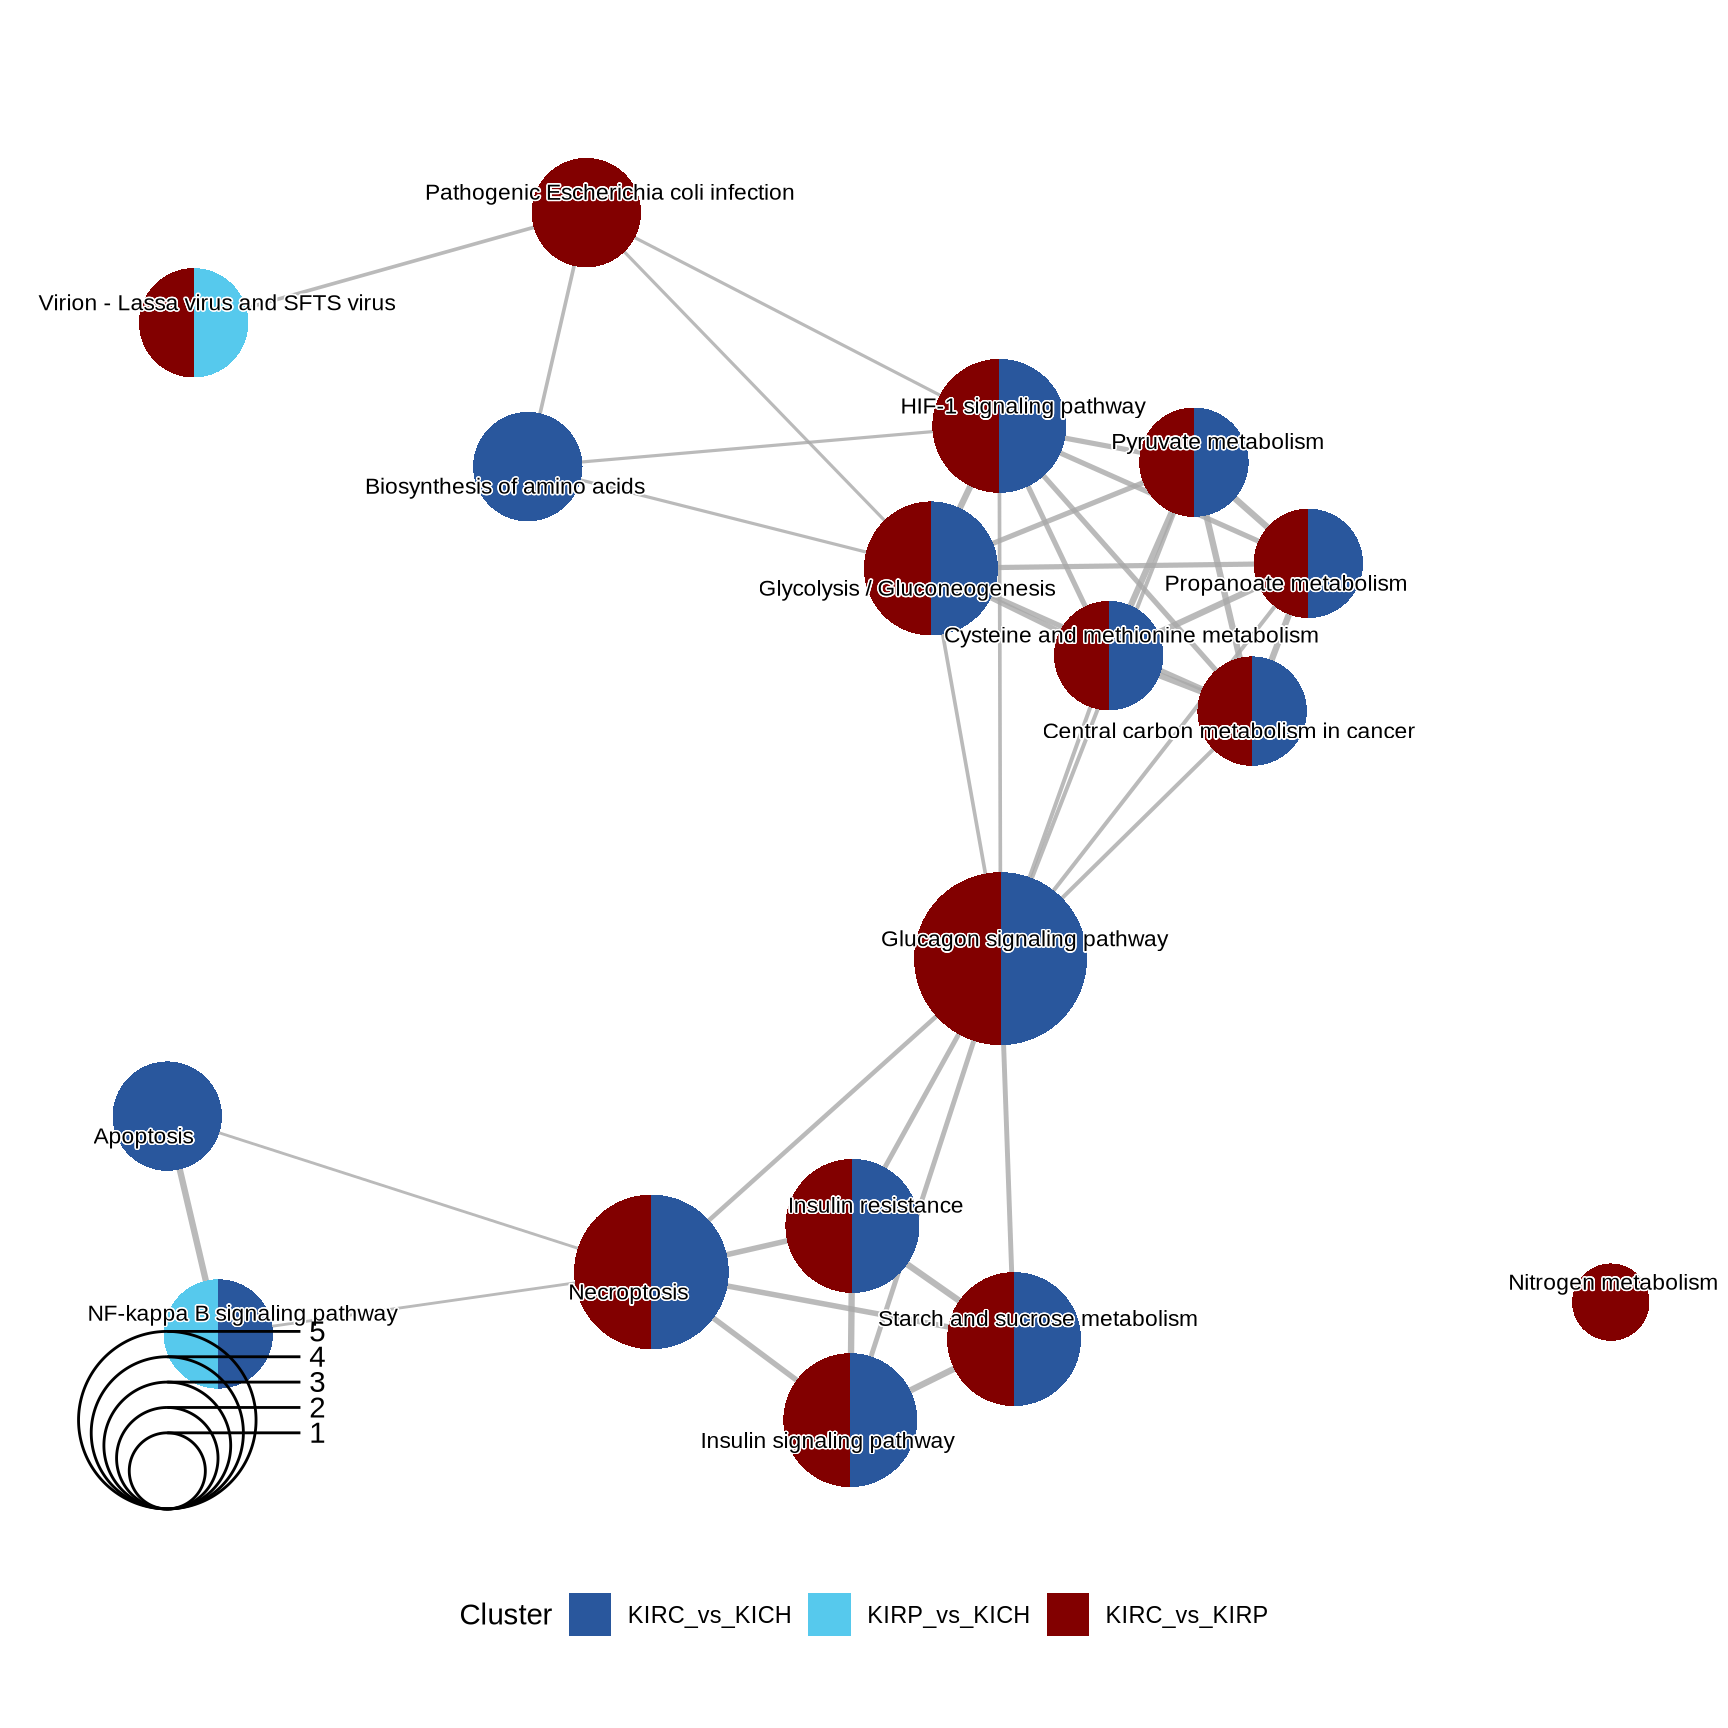 Pathogenic Escherichia coli infection
Virion - Lassa virus and SFTS virus
HIF-1 signaling pathway
Pyruvate metabolism
Biosynthesis of amino acids
Propanoate metabolism
Glycolysis / Gluconeogenesis
Cysteine and methionine metabolism
Central carbon metabolism in cancer
Glucagon signaling pathway
Apoptosis
Insulin resistance
Nitrogen metabolism
Necroptosis
NF-kappa B signaling pathway
Starch and sucrose metabolism
5
4
3
2
1
Insulin signaling pathway
Cluster KIRC_vs_KICH KIRP_vs_KICH KIRC_vs_KIRP